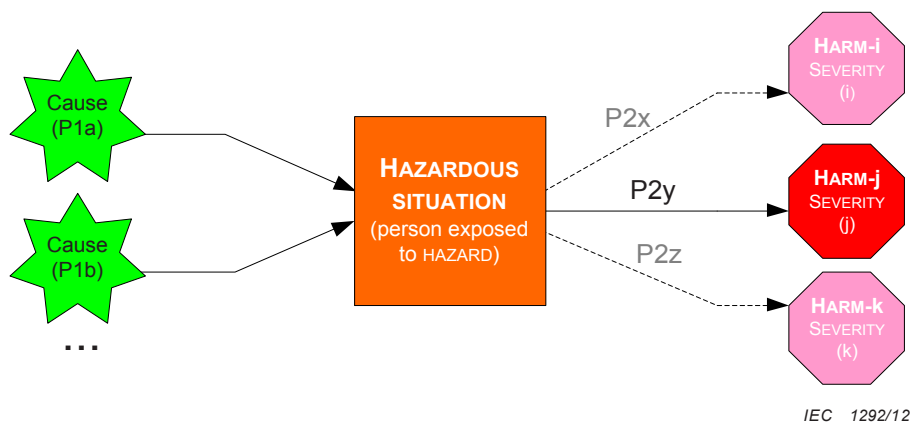 Cause
(P1a)
Cause
(P1b)
...
HAZARDOUS
SITUATION
(person exposed
to HAZARD)
P2x
P2y
P2z
HARM-i
SEVERITY
(i)
HARM-j
SEVERITY
(j)
HARM-k
SEVERITY
(k)
IEC 1292/12